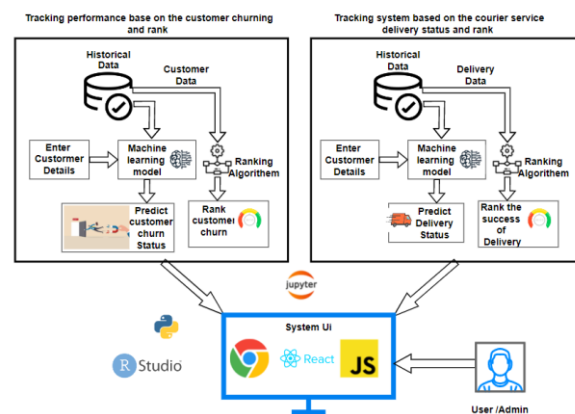 Tracking performance base on the customer churning
and rank
Historical
Data
Customer
Data
Enter
Custormer
Details
Machine
learning
model
Ranking
Algorithem
Predict
customer
churn
Status
Rank
customer
churn
Tracking system based on the courier service
delivery status and rank
Historical
Data
Delivery
Data
Enter
Custormer
Details
Machine
learning
model
Ranking
Algorithem
Predict
Delivery
Status
Rank the
success
of
Delivery
jupyter
R Studio
System Ui
React
JS
User /Admin